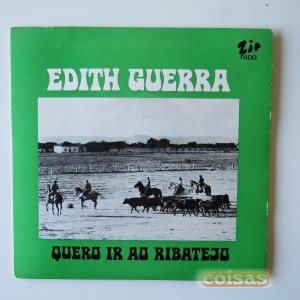 Zip
FADO
EDITH GUERRA
QUERO IR AO RIBATEJO
coisas